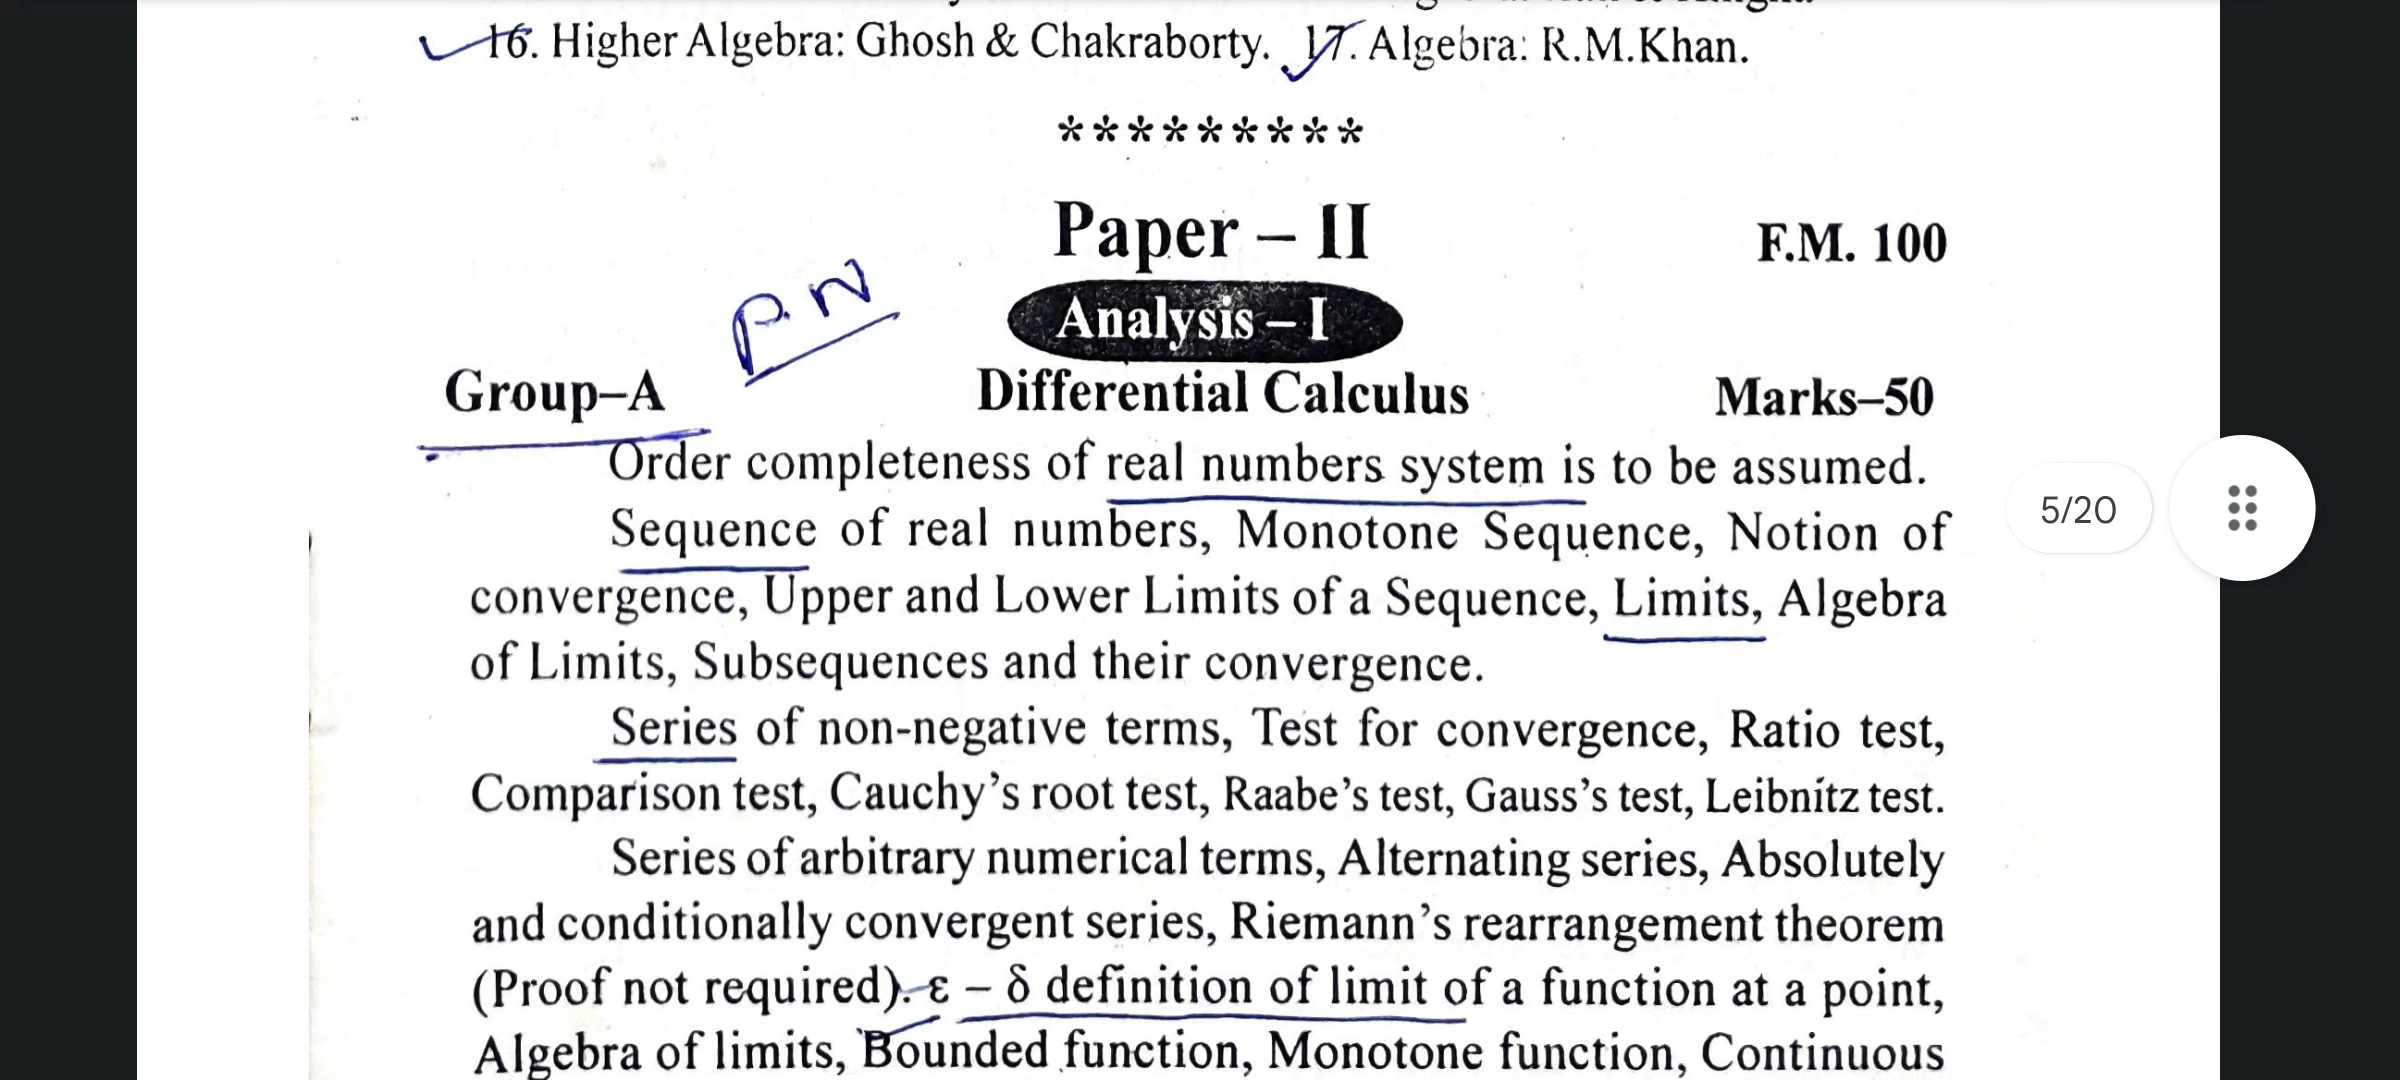 16. Higher Algebra: Ghosh & Chakraborty. 17. Algebra: R.M.Khan.
*********
Paper – II
F.M. 100
P.N
Analysis – I
Group–A
Differential Calculus
Marks–50
Order completeness of real numbers system is to be assumed.
Sequence of real numbers, Monotone Sequence, Notion of
convergence, Upper and Lower Limits of a Sequence, Limits, Algebra
of Limits, Subsequences and their convergence.
Series of non-negative terms, Test for convergence, Ratio test,
Comparison test, Cauchy's root test, Raabe's test, Gauss's test, Leibnitz test.
Series of arbitrary numerical terms, Alternating series, Absolutely
and conditionally convergent series, Riemann's rearrangement theorem
(Proof not required). ε – δ definition of limit of a function at a point,
Algebra of limits, Bounded function, Monotone function, Continuous
5/20